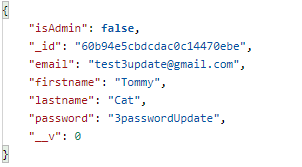 {
"isAdmin": false,
"_id": "60b94e5cbdcdac0c14470ebe",
"email": "test3update@gmail.com",
"firstname": "Tommy",
"lastname": "Cat",
"password": "3passwordUpdate",
"__v": 0
}